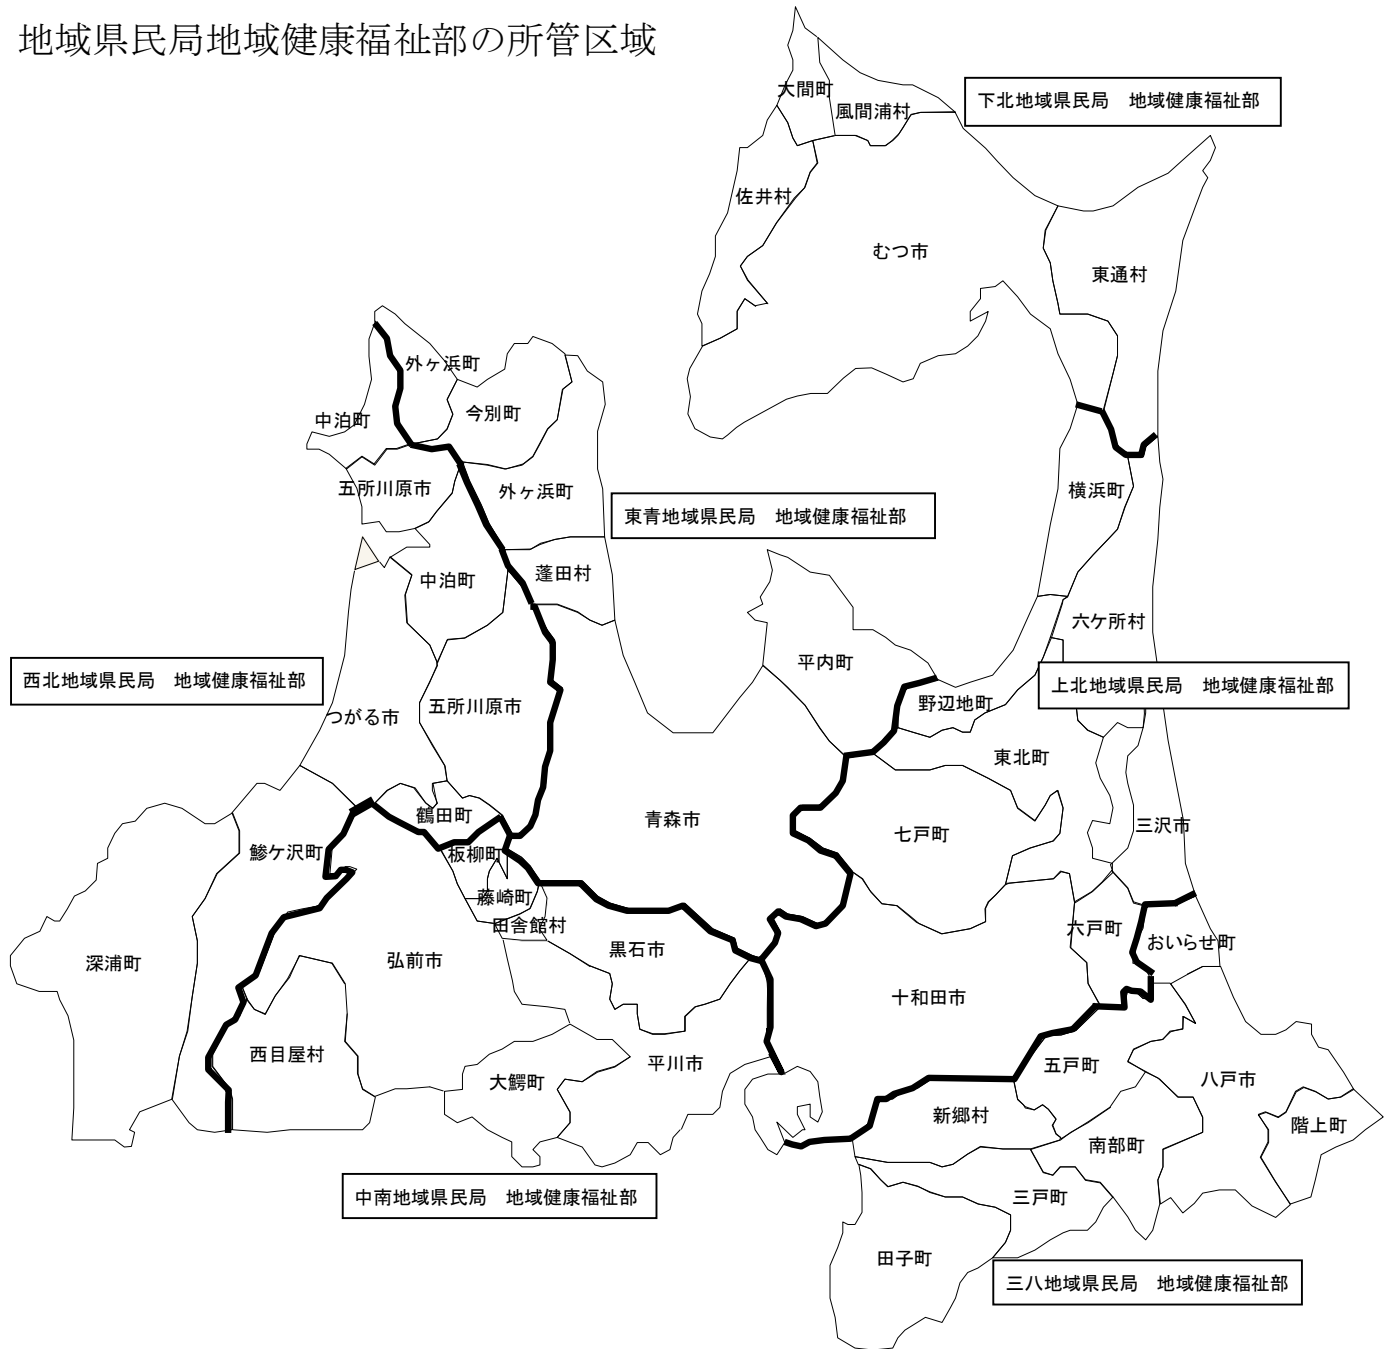 地域県民局地域健康福祉部の所管区域
大間町
風間浦村
下北地域県民局　地域健康福祉部
佐井村
むつ市
東通村
外ヶ浜町
中泊町
今別町
五所川原市
外ヶ浜町
横浜町
東青地域県民局　地域健康福祉部
中泊町
蓬田村
六ケ所村
平内町
西北地域県民局　地域健康福祉部
上北地域県民局　地域健康福祉部
つがる市
五所川原市
野辺地町
東北町
鶴田町
青森市
七戸町
三沢市
鰺ケ沢町
板柳町
藤崎町
田舎館村
六戸町
おいらせ町
深浦町
弘前市
黒石市
十和田市
西目屋村
大鰐町
平川市
五戸町
八戸市
新郷村
南部町
階上町
中南地域県民局　地域健康福祉部
三戸町
田子町
三八地域県民局　地域健康福祉部